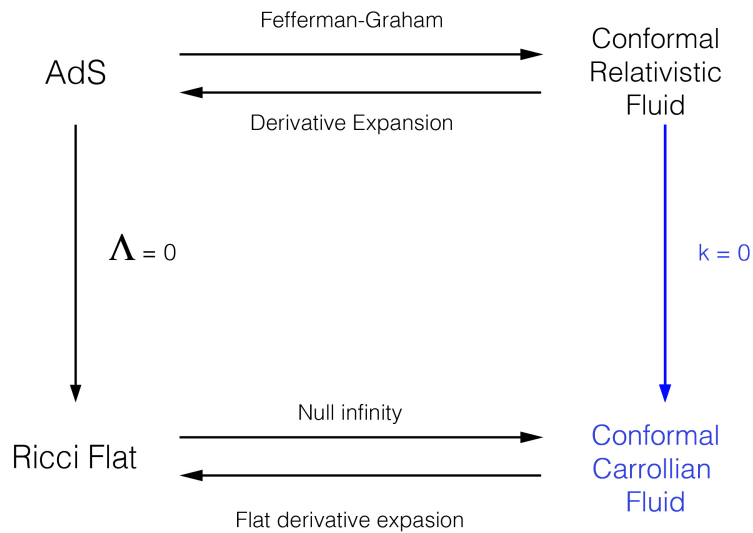 Fefferman-Graham
AdS
Conformal
Relativistic
Fluid
Derivative Expansion
Λ = 0
k = 0
Null infinity
Ricci Flat
Conformal
Carrollian
Fluid
Flat derivative expasion